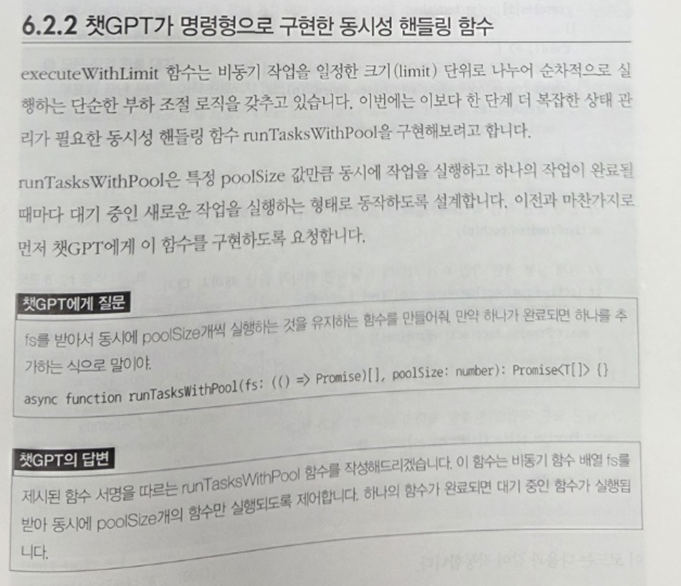 6.2.2 챗GPT가 명령형으로 구현한 동시성 핸들링 함수
executeWithLimit 함수는 비동기 작업을 일정한 크기(limit) 단위로 나누어 순차적으로 실
행하는 단순한 부하 조절 로직을 갖추고 있습니다. 이번에는 이보다 한 단계 더 복잡한 상태 관
리가 필요한 동시성 핸들링 함수 runTasksWithPool을 구현해보려고 합니다.
runTasksWithPool은 특정 poolSize 값만큼 동시에 작업을 실행하고 하나의 작업이 완료될
때마다 대기 중인 새로운 작업을 실행하는 형태로 동작하도록 설계합니다. 이전과 마찬가지로
먼저 챗GPT에게 이 함수를 구현하도록 요청합니다.
챗GPT에게 질문
fs를 받아서 동시에 poolSize개씩 실행하는 것을 유지하는 함수를 만들어줘. 만약 하나가 완료되면 하나를 추
가하는 식으로 말이야.
async function runTasksWithPool(fs: (() => Promise)[], poolSize: number): Promise<T[]> {}
챗GPT의 답변
제시된 함수 서명을 따르는 runTasksWithPool 함수를 작성해드리겠습니다. 이 함수는 비동기 함수 배열 fs를
받아 동시에 poolSize개의 함수만 실행되도록 제어합니다. 하나의 함수가 완료되면 대기 중인 함수가 실행됩
니다.